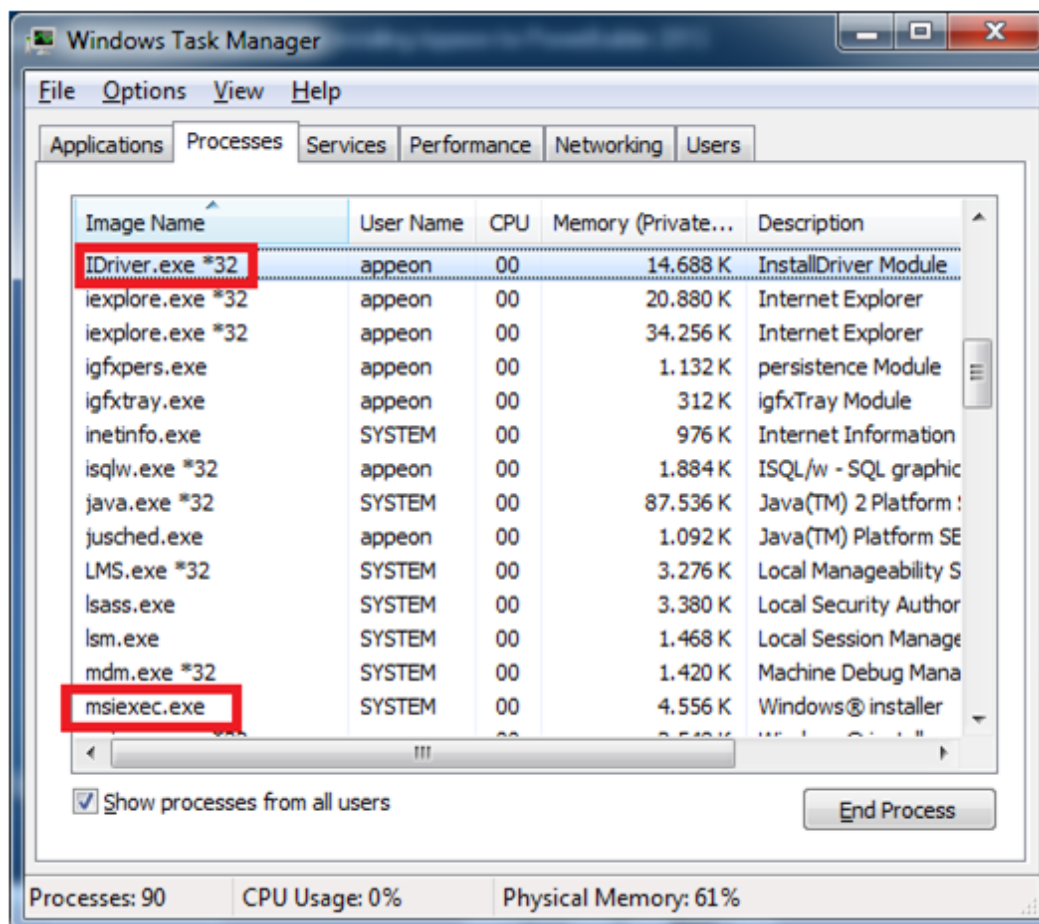 Windows Task Manager
File Options View Help
Applications Processes Services Performance Networking Users
Image Name User Name CPU Memory (Private... Description
IDriver.exe *32 appeon 00 14.688 K InstallDriver Module
iexplore.exe *32 appeon 00 20.880 K Internet Explorer
iexplore.exe *32 appeon 00 34.256 K Internet Explorer
igfxpers.exe appeon 00 1.132 K persistence Module
igfxtray.exe appeon 00 312 K igfxTray Module
inetinfo.exe SYSTEM 00 976 K Internet Information
isqlw.exe *32 appeon 00 1.884 K ISQL/w - SQL graphic
java.exe *32 SYSTEM 00 87.536 K Java(TM) 2 Platform
jusched.exe appeon 00 1.092 K Java(TM) Platform SE
LMS.exe *32 SYSTEM 00 3.276 K Local Manageability S
lsass.exe SYSTEM 00 3.380 K Local Security Author
lsm.exe SYSTEM 00 1.468 K Local Session Manage
mdm.exe *32 SYSTEM 00 1.420 K Machine Debug Mana
msiexec.exe SYSTEM 00 4.556 K Windows® installer
Show processes from all users
End Process
Processes: 90 CPU Usage: 0% Physical Memory: 61%